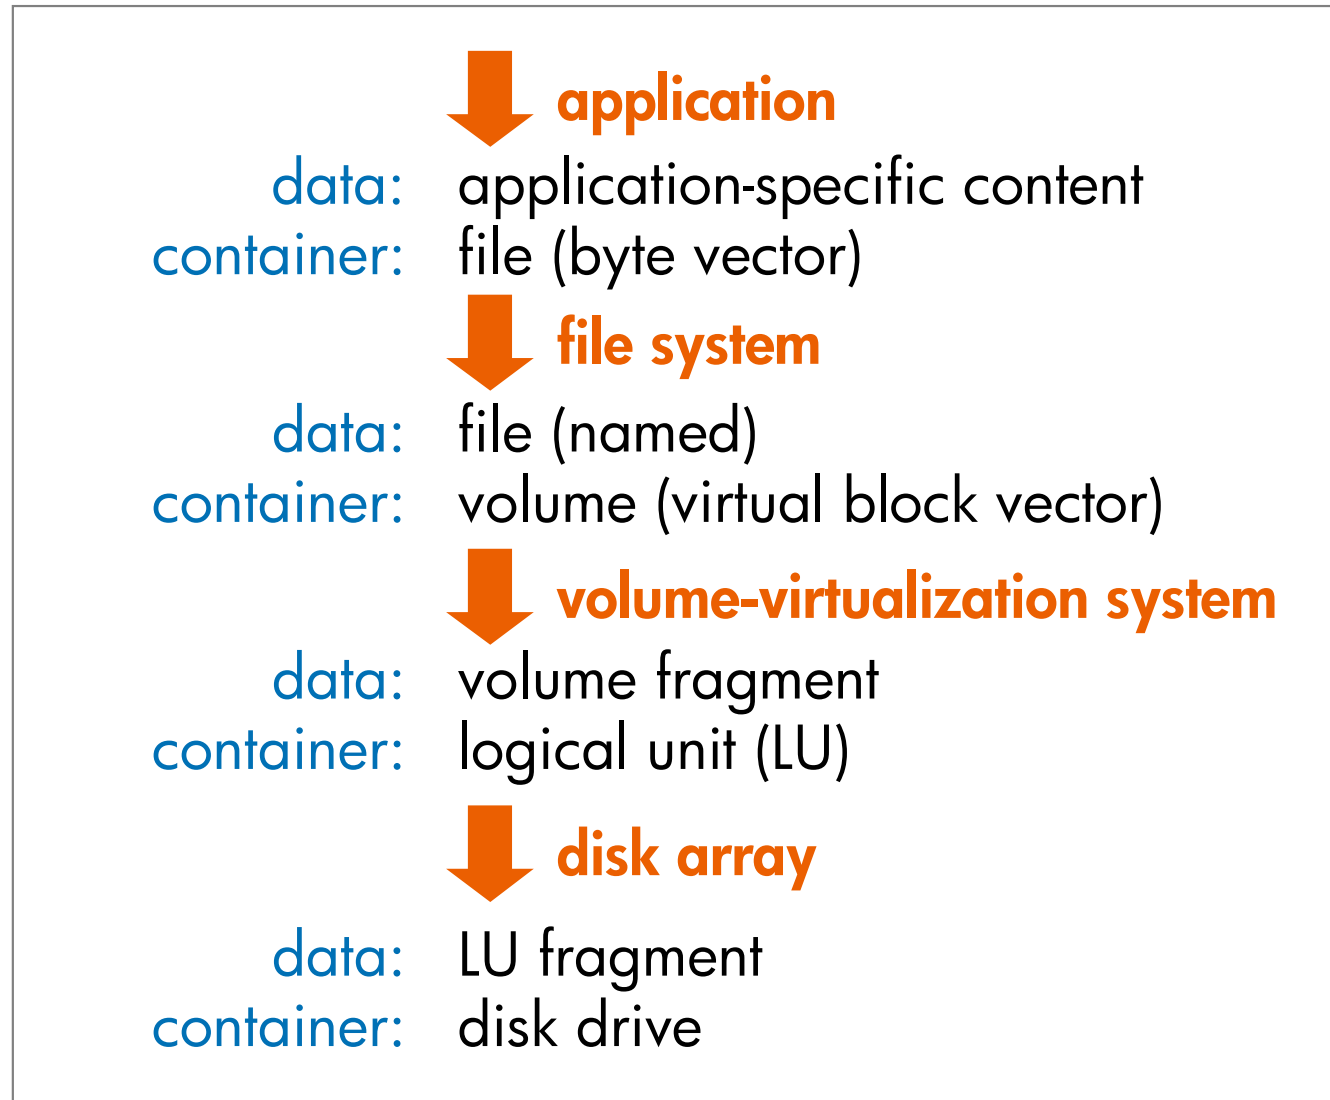 application
data: application-specific content
container: file (byte vector)
file system
data: file (named)
container: volume (virtual block vector)
volume-virtualization system
data: volume fragment
container: logical unit (LU)
disk array
data: LU fragment
container: disk drive